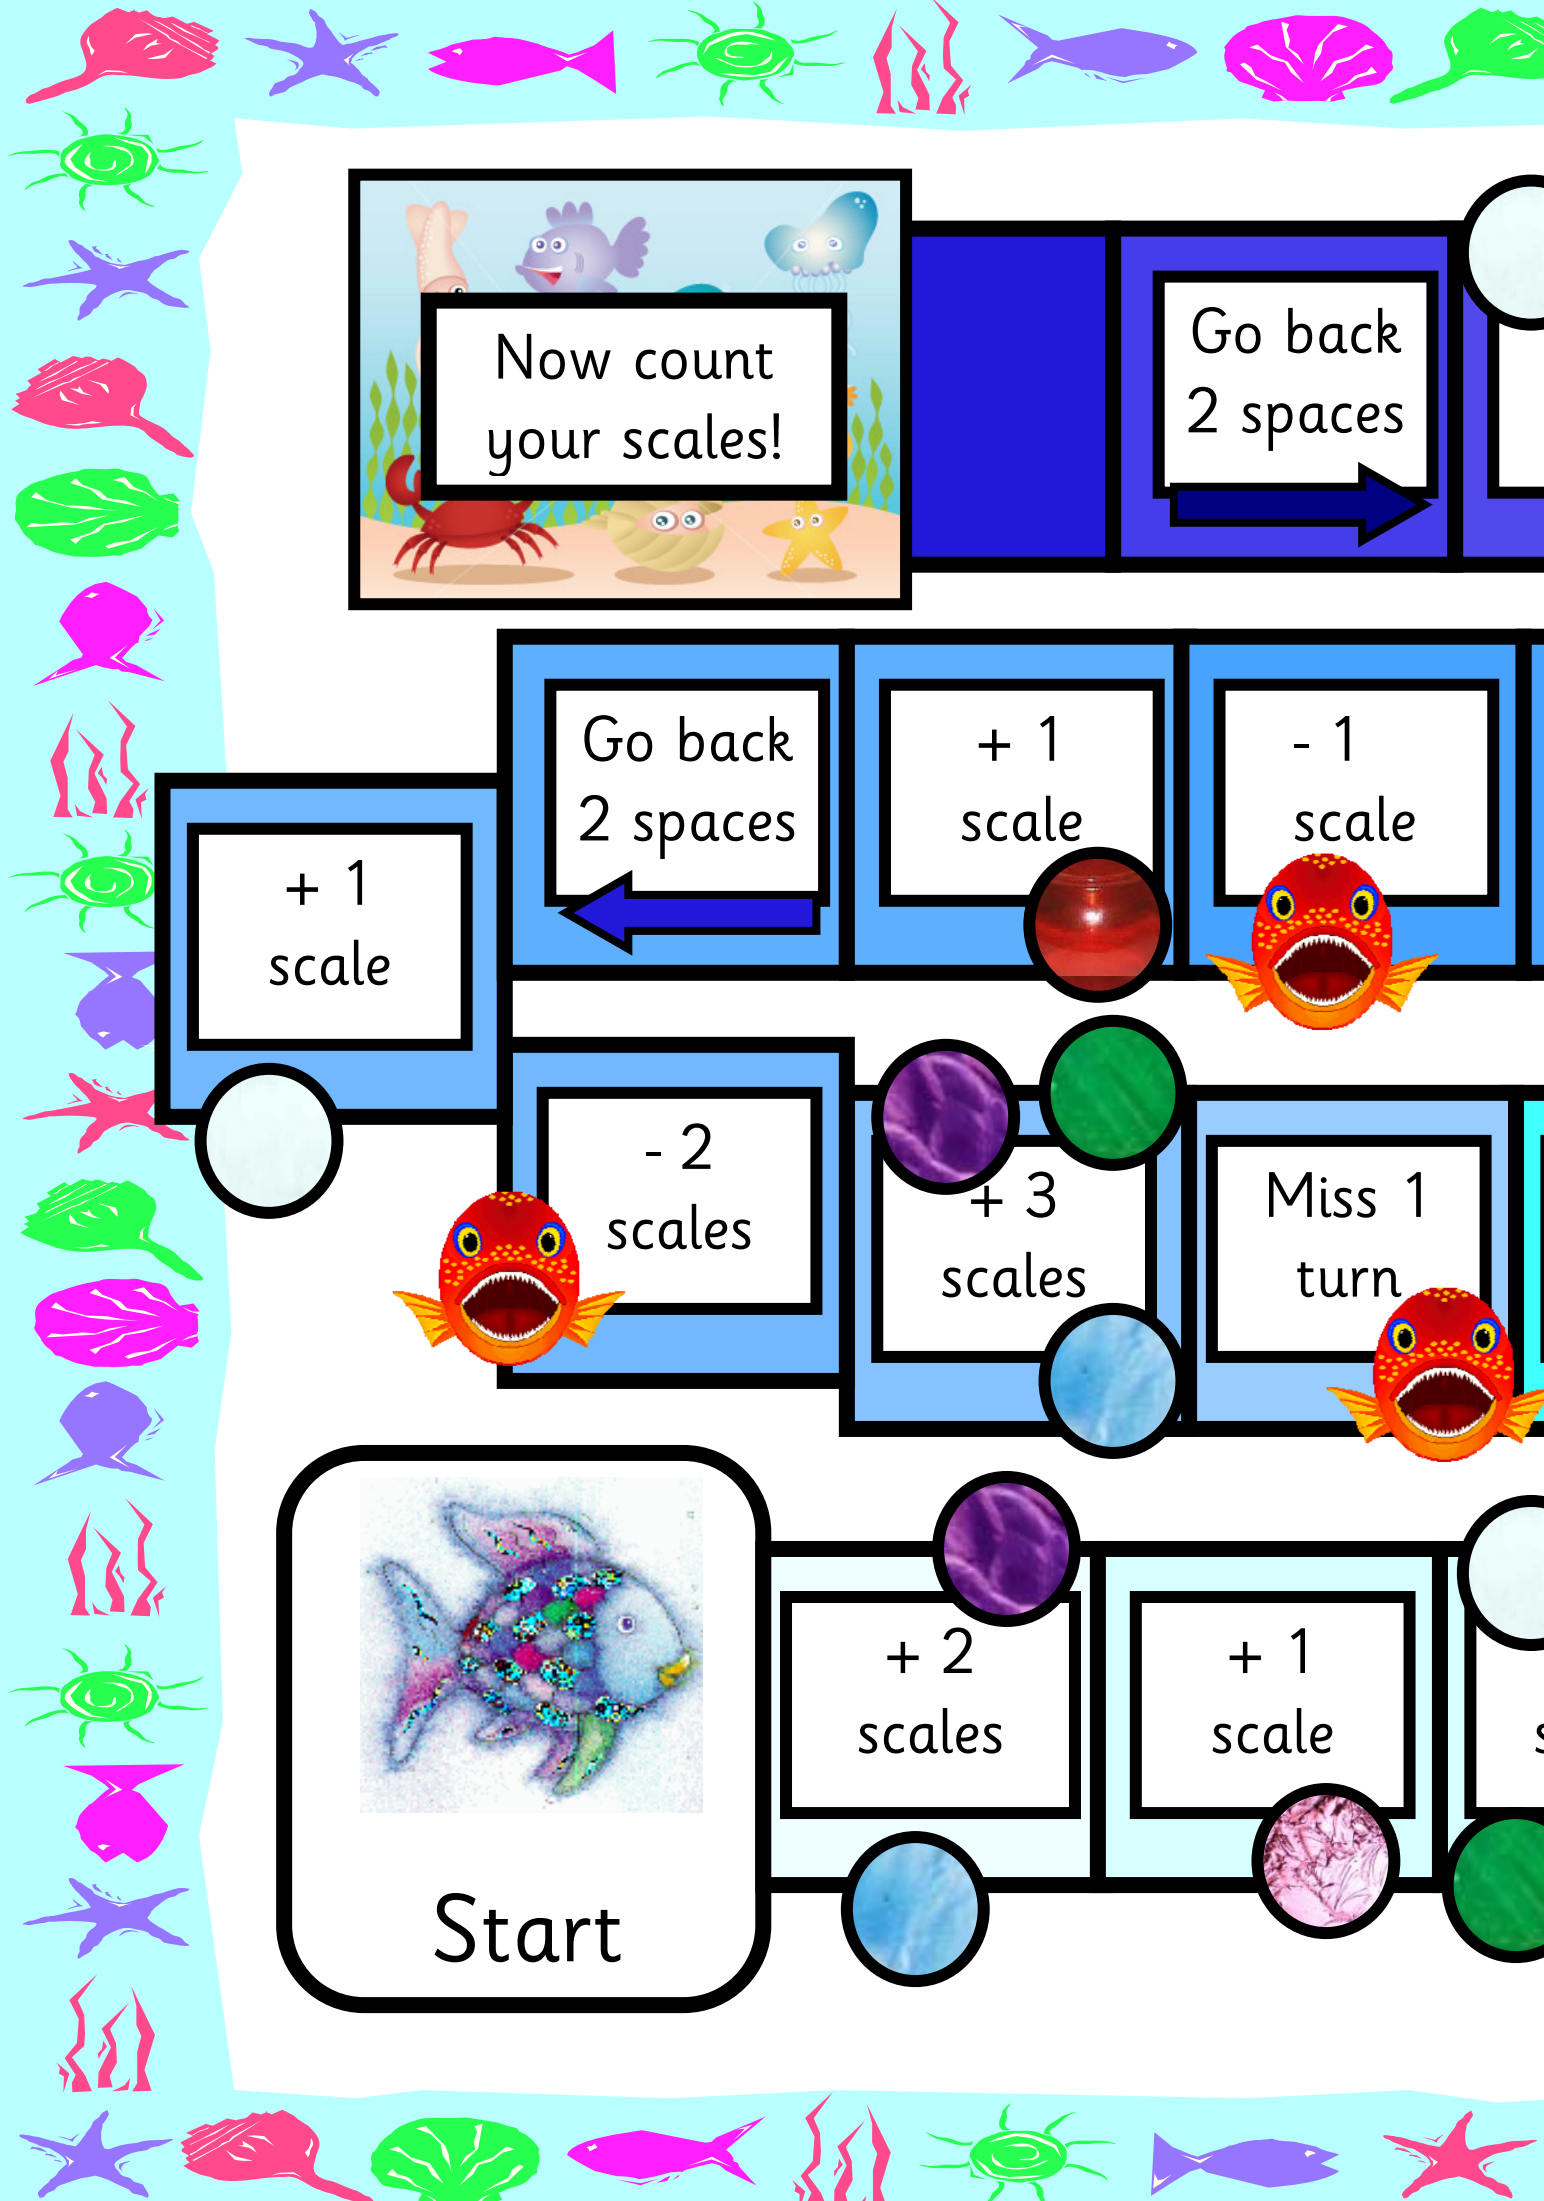 Now count
your scales!
Go back
2 spaces
Go back
2 spaces
+ 1
scale
- 1
scale
+ 1
scale
- 2
scales
+ 3
scales
Miss 1
turn
+ 2
scales
+ 1
scale
Start